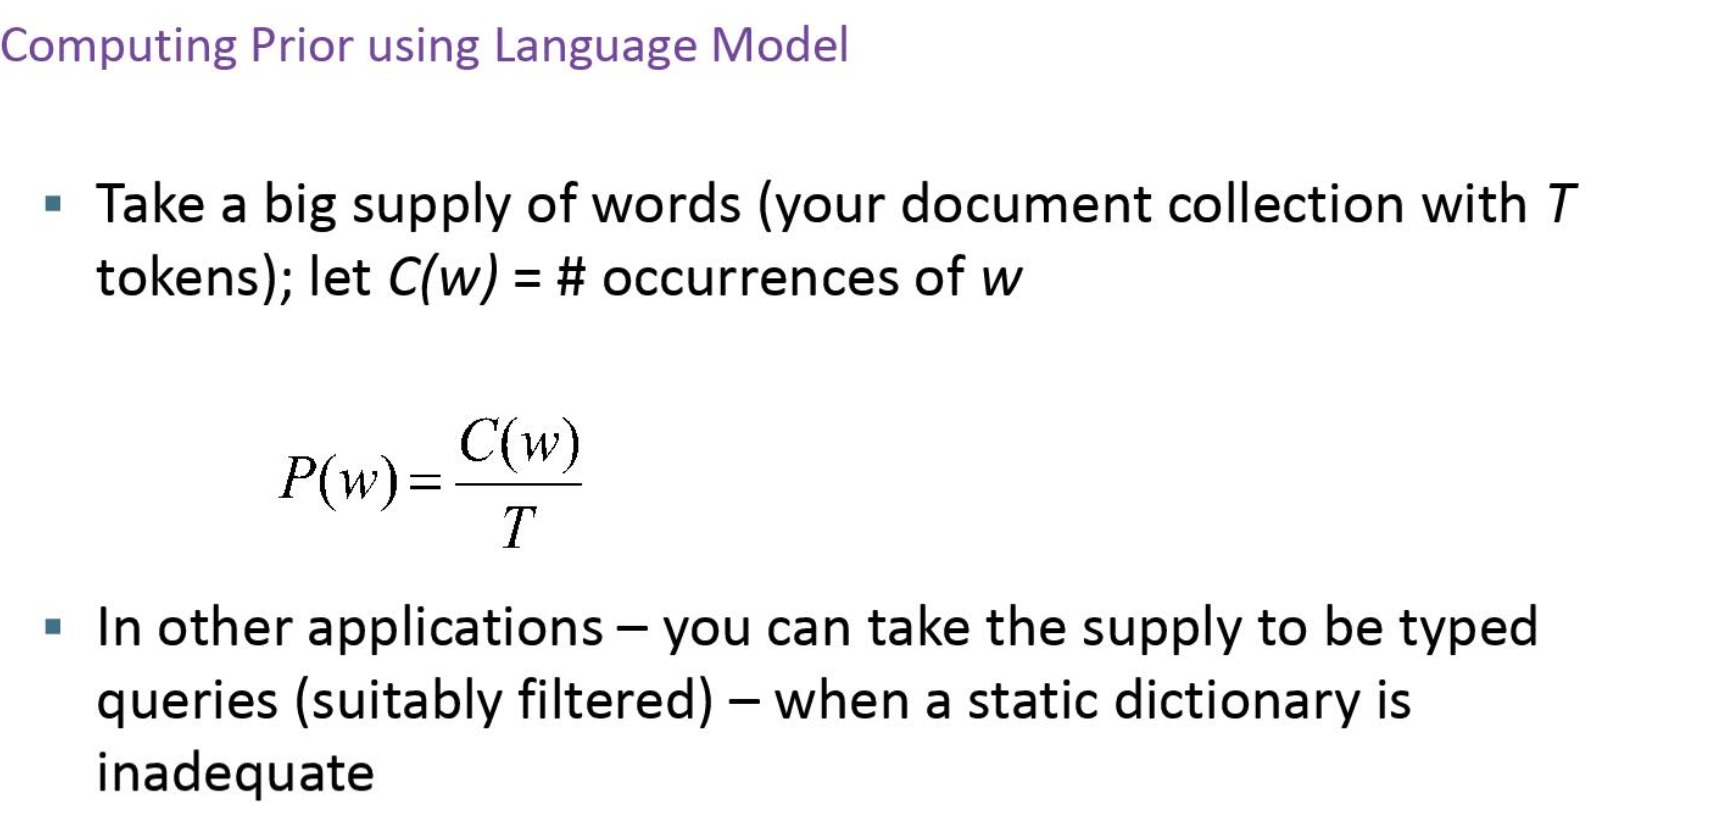 Computing Prior using Language Model
▪ Take a big supply of words (your document collection with T
tokens); let C(w) = # occurrences of w
P(w) = C(w) / T
▪ In other applications – you can take the supply to be typed
queries (suitably filtered) – when a static dictionary is
inadequate